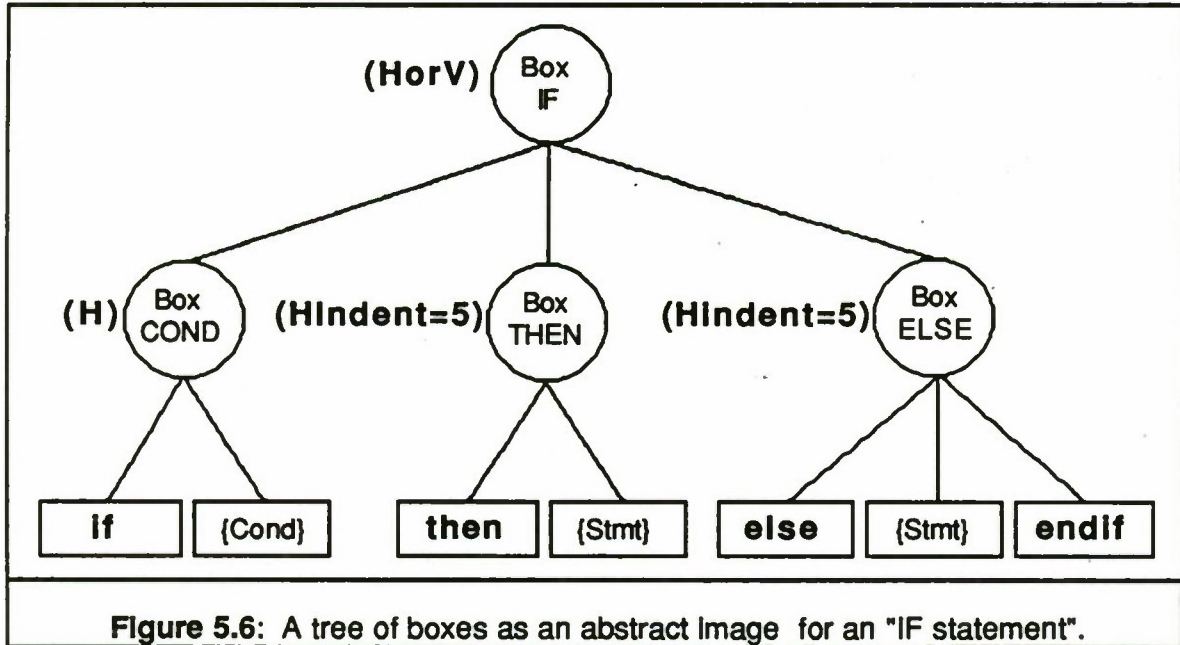 (HorV)
Box
IF
(H)
Box
COND
(HIndent=5)
Box
THEN
(HIndent=5)
Box
ELSE
if
{Cond}
then
{Stmt}
else
{Stmt}
endif
Figure 5.6: A tree of boxes as an abstract image for an "IF statement".